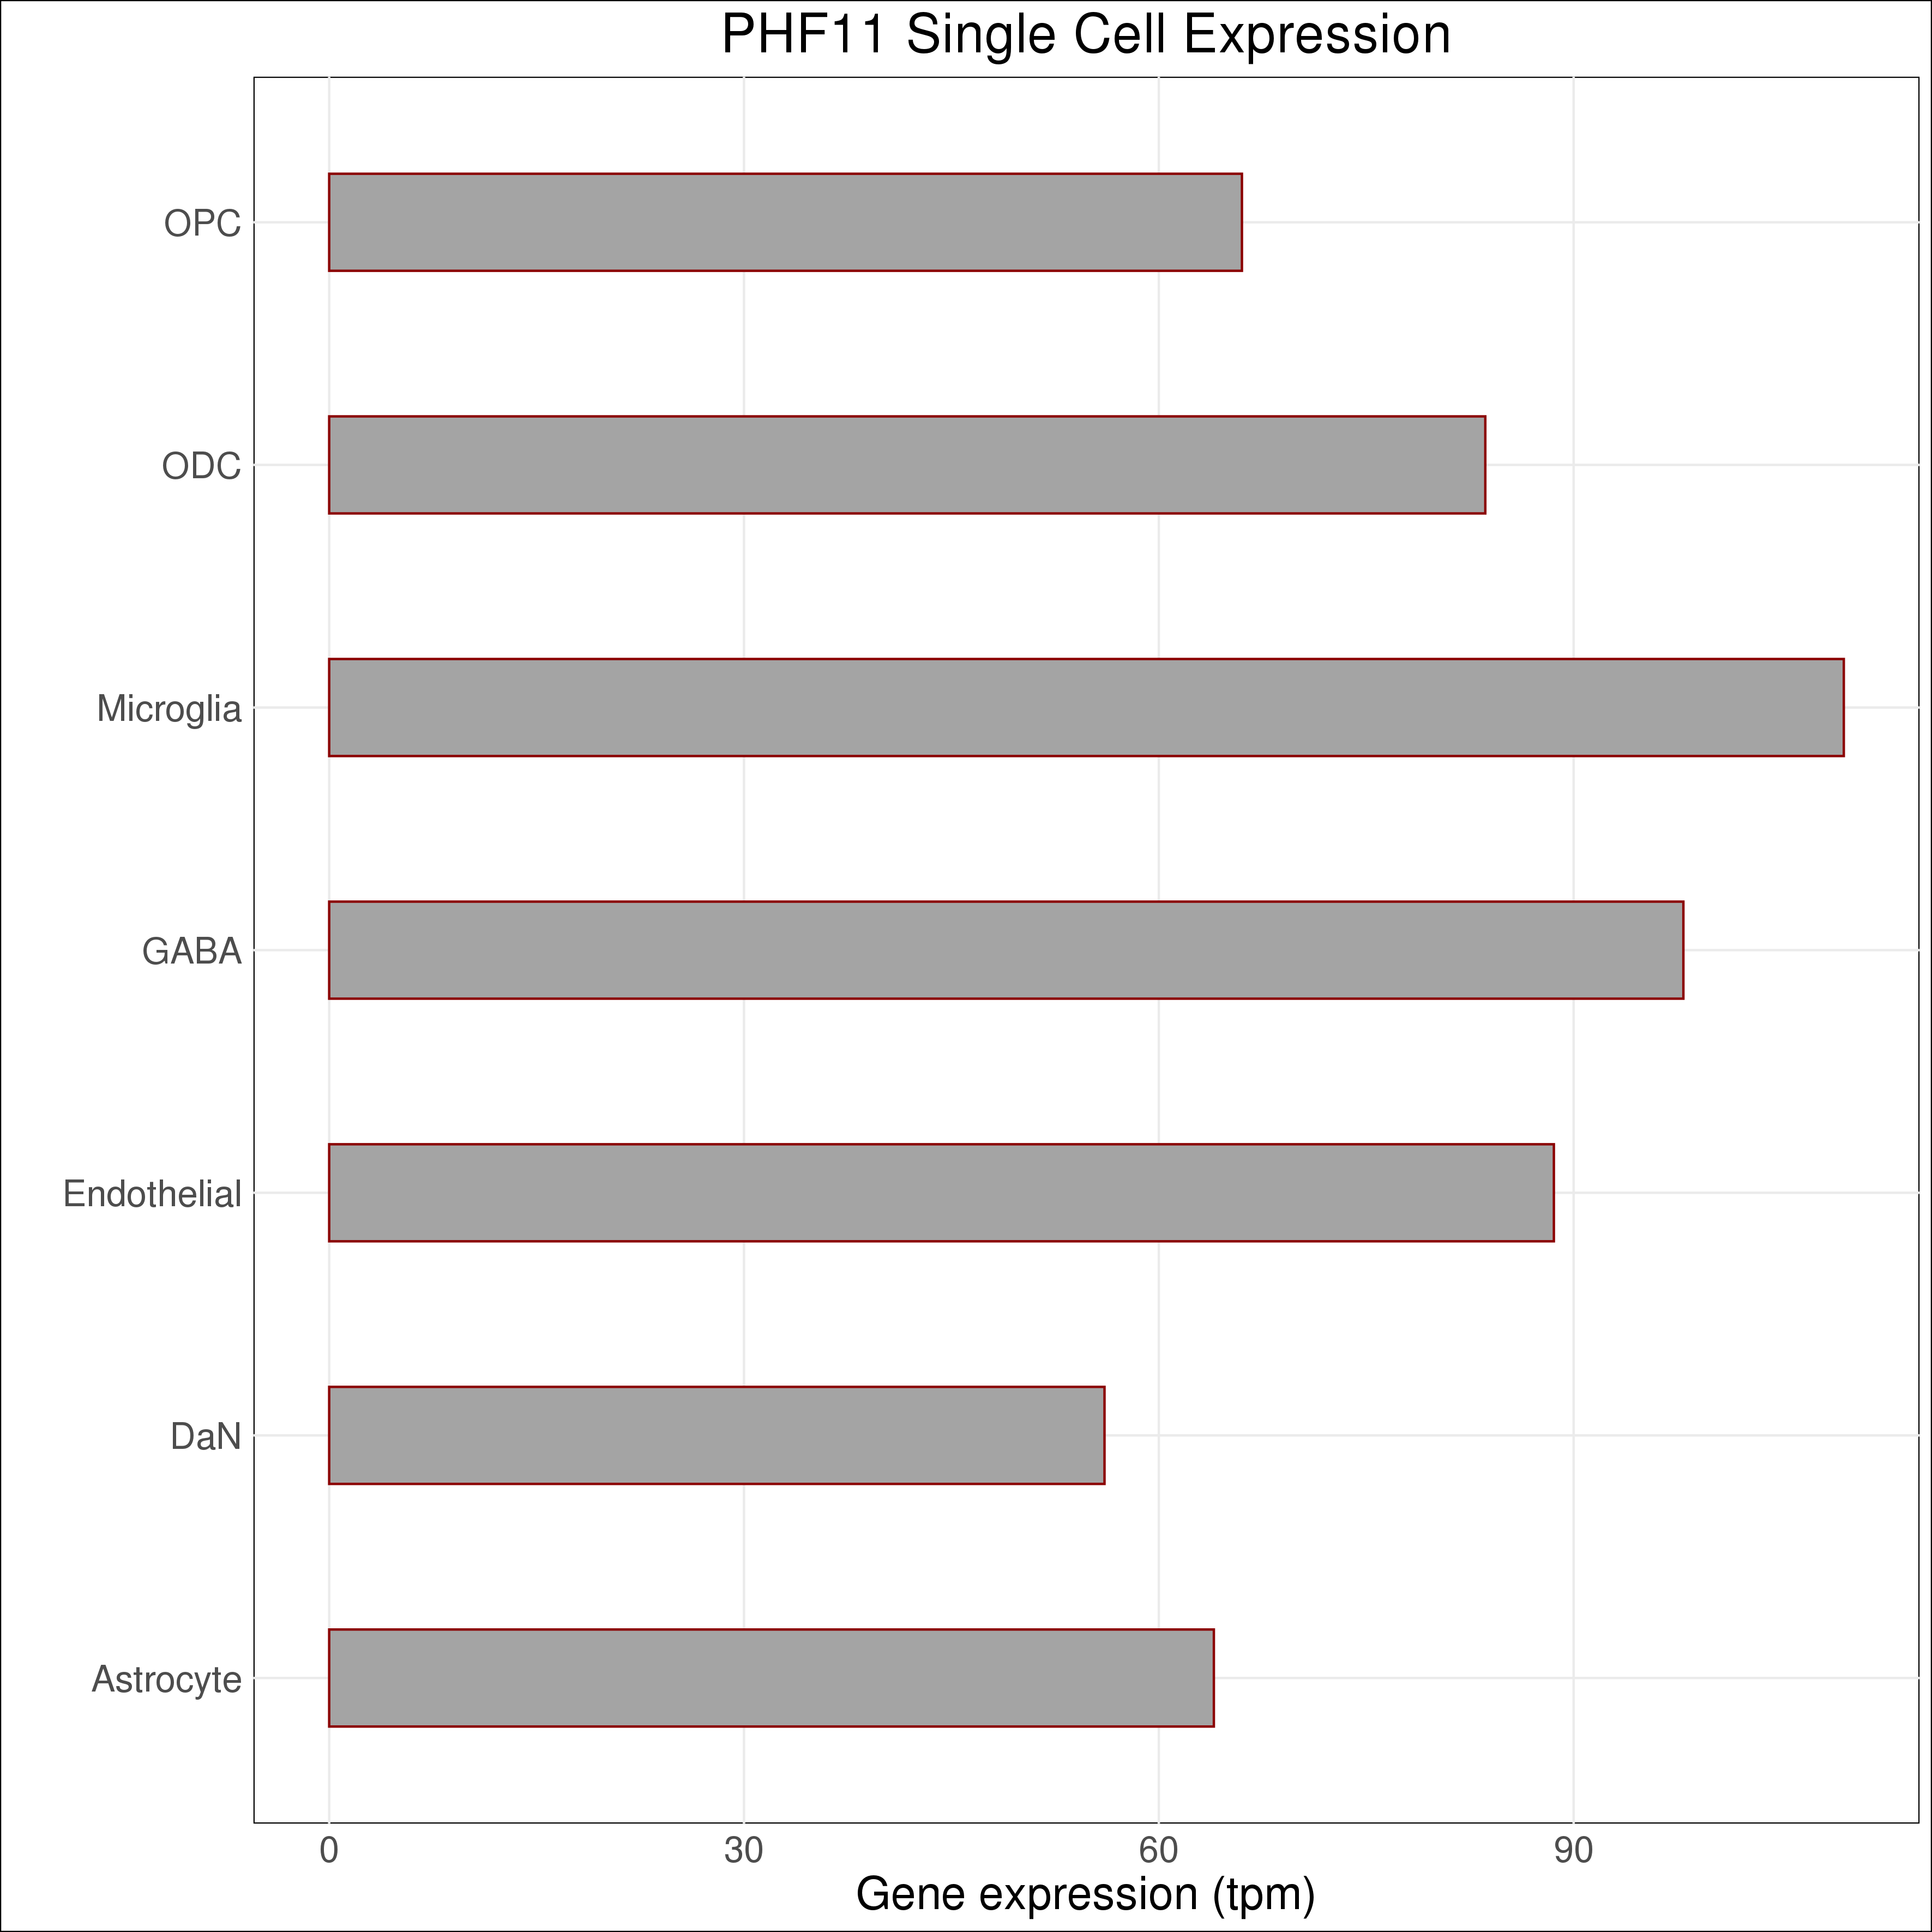 PHF11 Single Cell Expression
OPC
ODC
Microglia
GABA
Endothelial
DaN
Astrocyte
0 30 60 90
Gene expression (tpm)